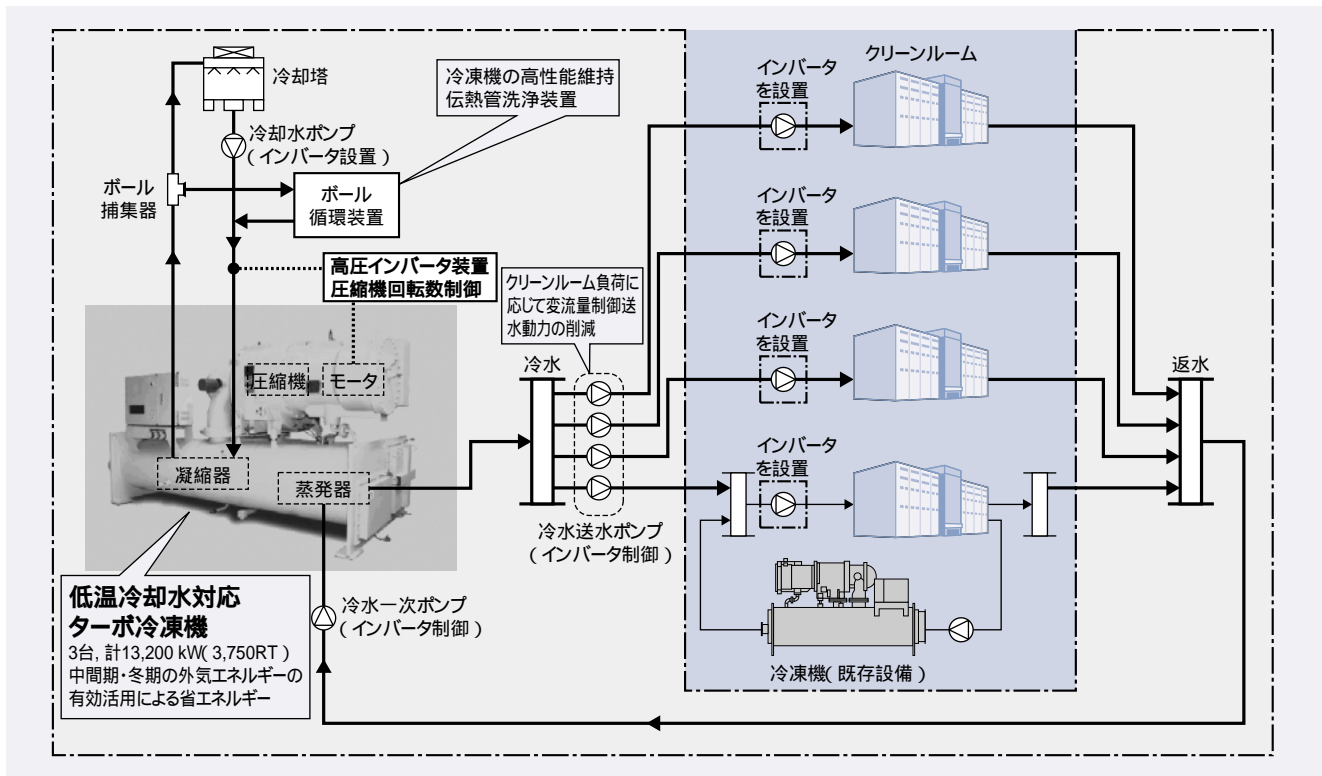 冷却塔
冷却水ポンプ
(インバータ設置)
冷凍機の高性能維持
伝熱管洗浄装置
ボール
捕集器
ボール
循環装置
高圧インバータ装置
圧縮機回転数制御
クリーンルーム負荷に
応じて変流量制御送
水動力の削減
圧縮機
モータ
凝縮器
蒸発器
低温冷却水対応
ターボ冷凍機
3台, 計13,200 kW(3,750RT)
中間期・冬期の外気エネルギーの
有効活用による省エネルギー
冷水一次ポンプ
(インバータ制御)
冷水
冷水送水ポンプ
(インバータ制御)
クリーンルーム
インバータ
を設置
インバータ
を設置
インバータ
を設置
インバータ
を設置
冷凍機(既存設備)
返水